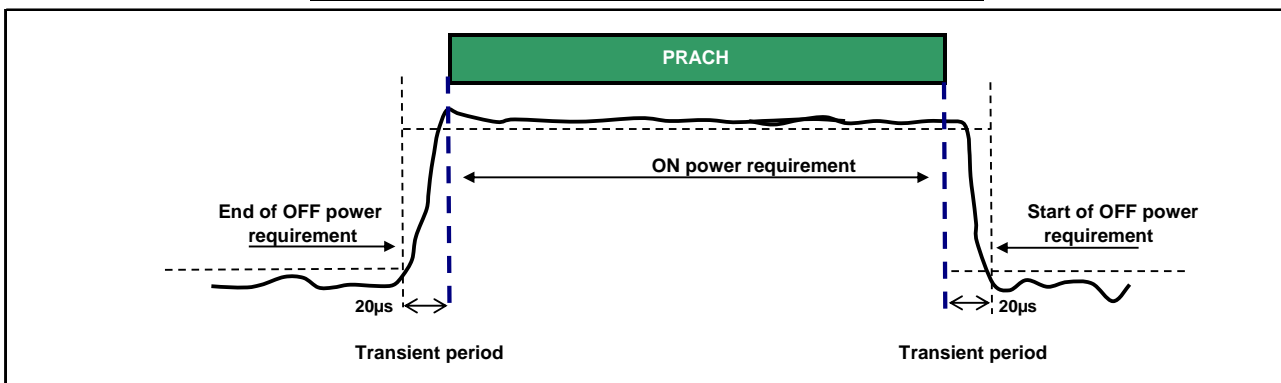 PRACH
ON power requirement
End of OFF power
requirement
Start of OFF power
requirement
20µs
20µs
Transient period
Transient period